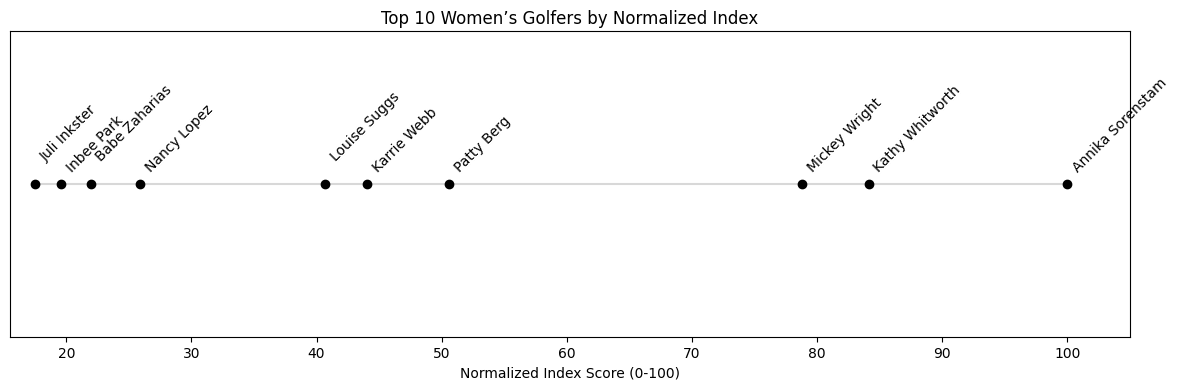 Top 10 Women’s Golfers by Normalized Index
Juli Inkster
Inbee Park
Babe Zaharias
Nancy Lopez
Louise Suggs
Karrie Webb
Patty Berg
Mickey Wright
Kathy Whitworth
Annika Sorenstam
20 30 40 50 60 70 80 90 100
Normalized Index Score (0-100)